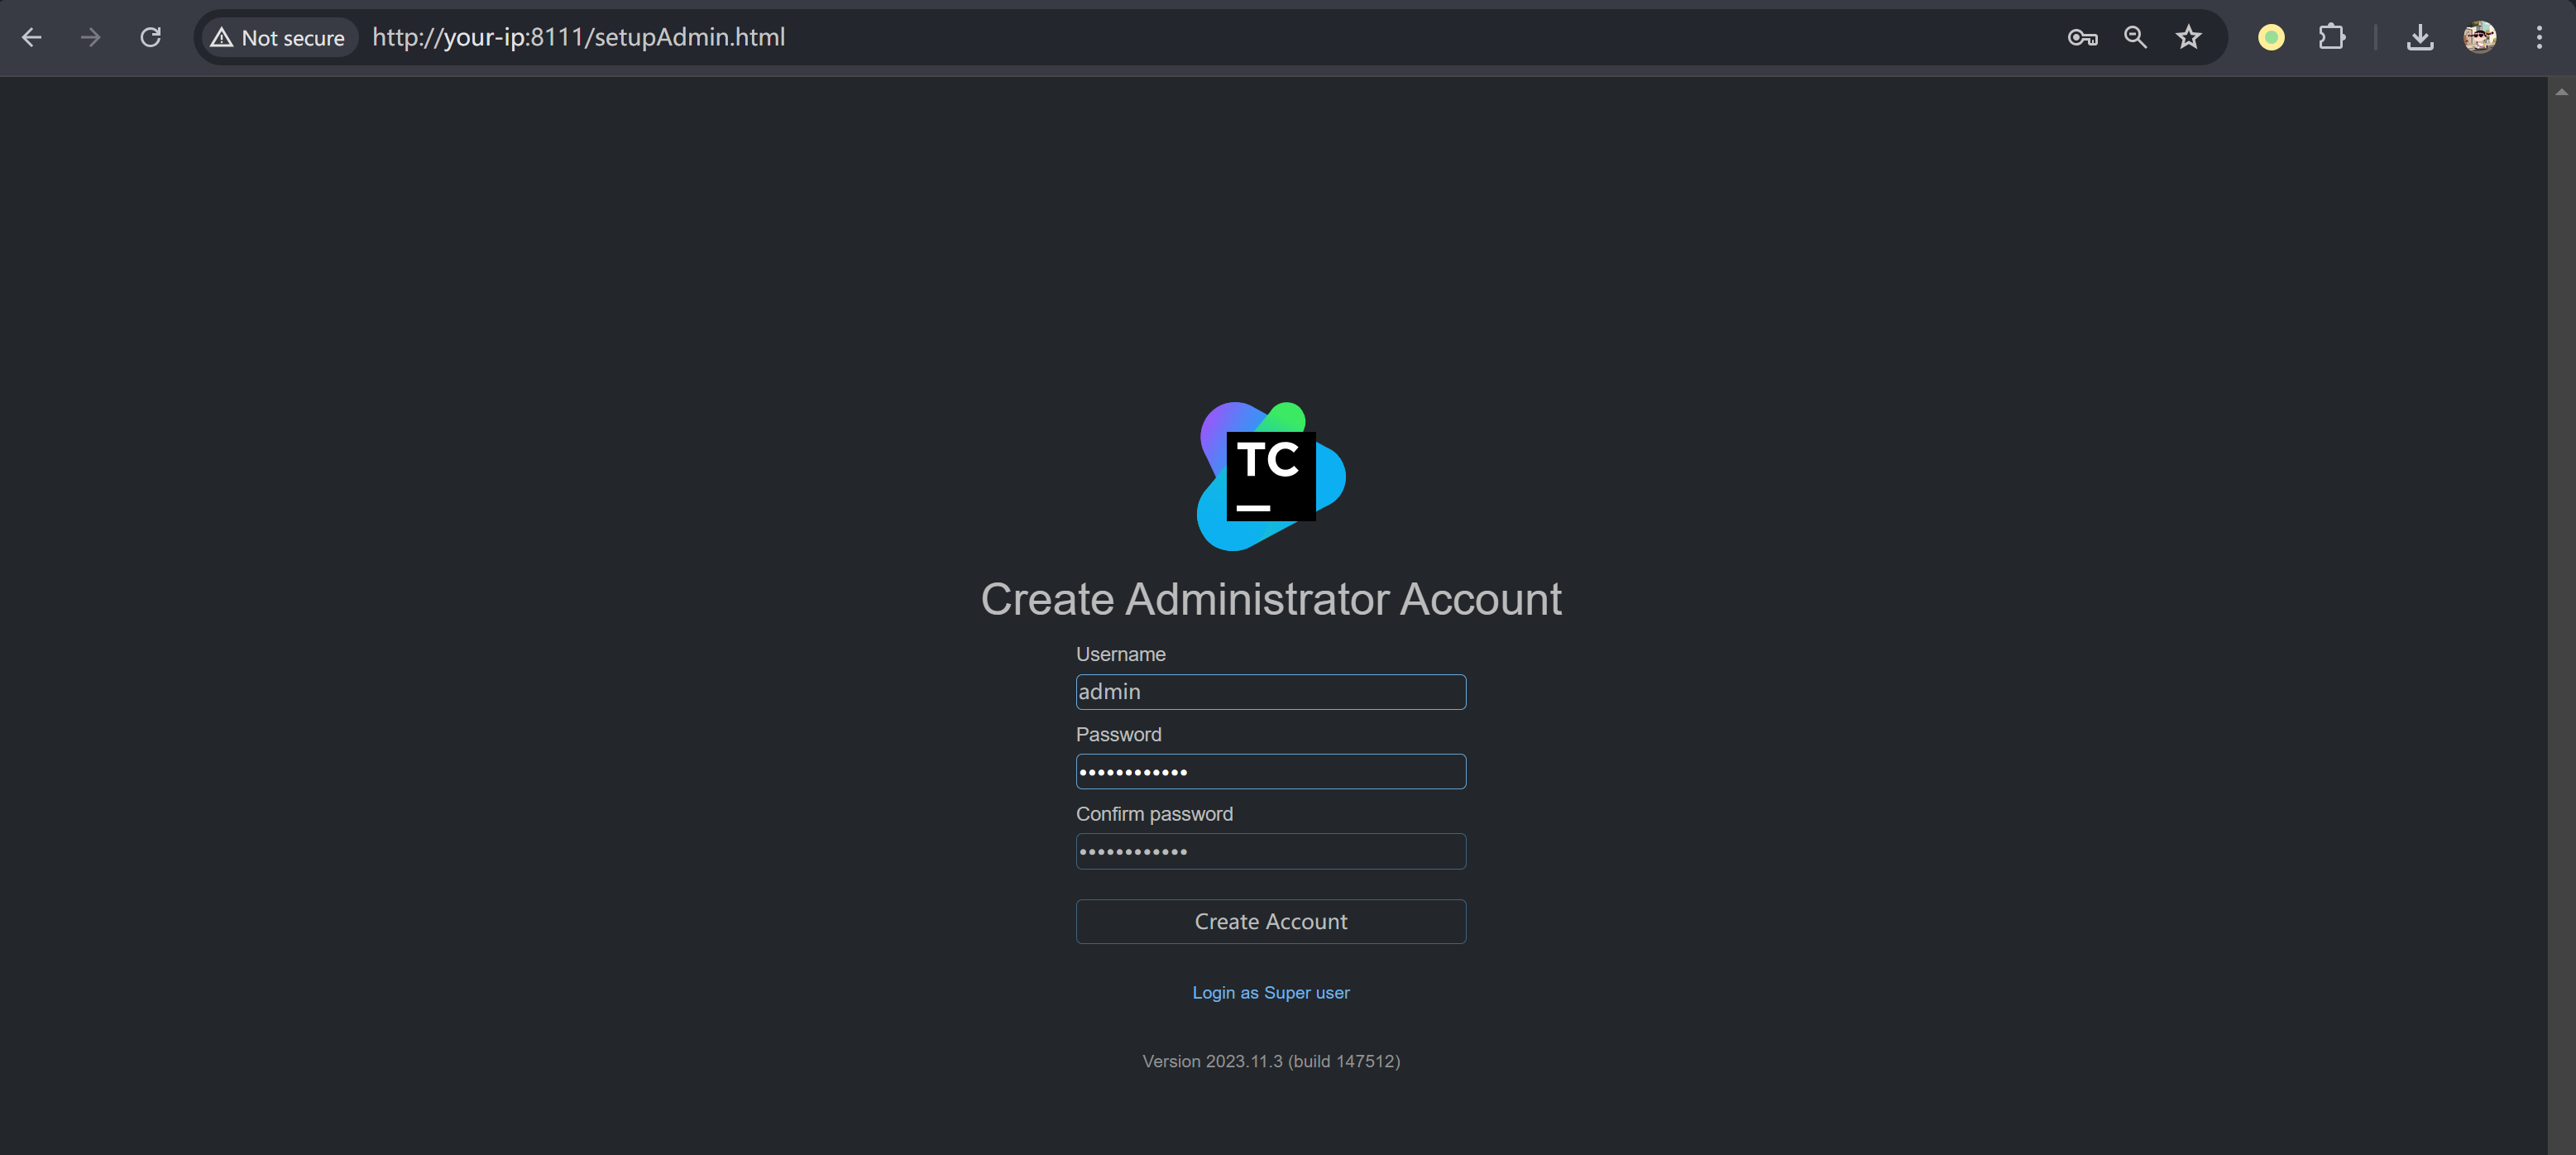 Not secure http://your-ip:8111/setupAdmin.html
TC
Create Administrator Account
Username
admin
Password
••••••••••••
Confirm password
••••••••••••
Create Account
Login as Super user
Version 2023.11.3 (build 147512)